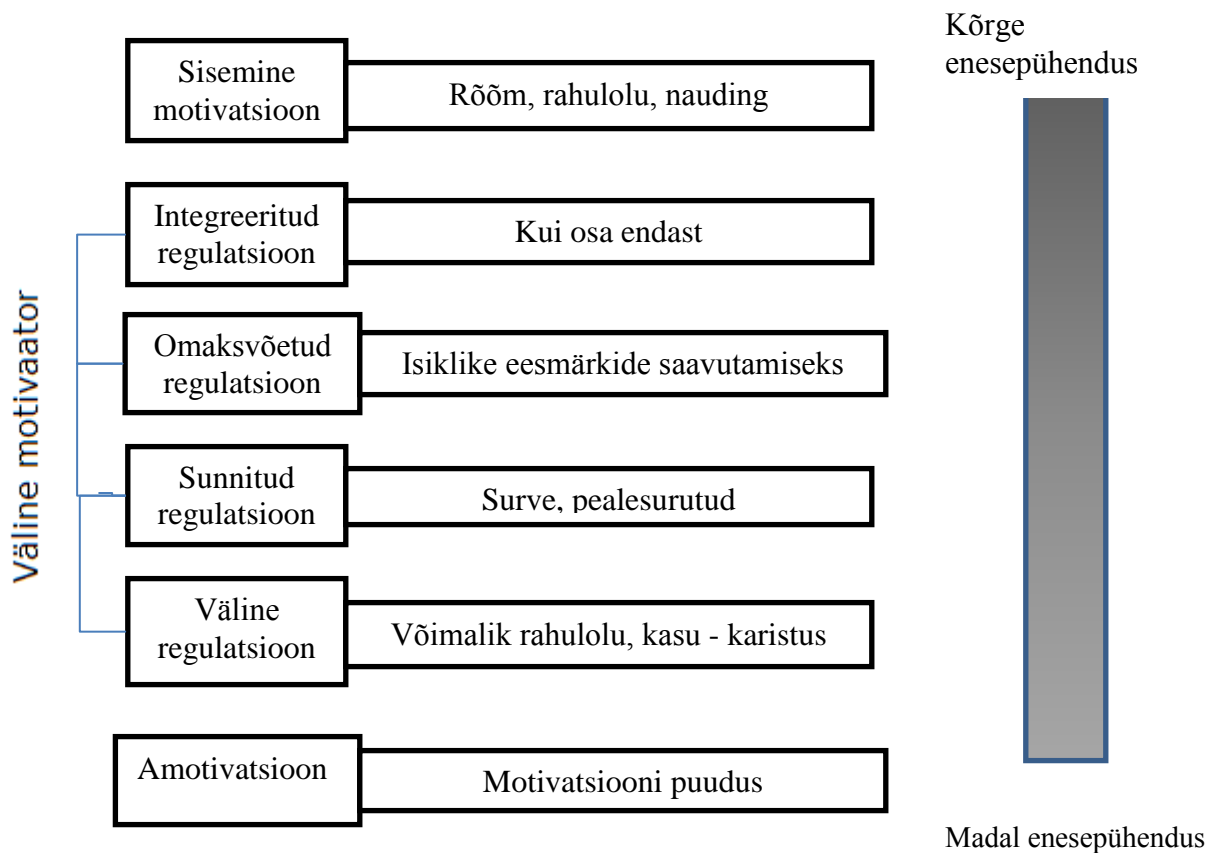 Kõrge
enesepühendus
Sisemine
motivatsioon
Rõõm, rahulolu, nauding
Integreeritud
regulatsioon
Kui osa endast
Väline motivaator
Omaksvõetud
regulatsioon
Isiklike eesmärkide saavutamiseks
Sunnitud
regulatsioon
Surve, pealesurutud
Väline
regulatsioon
Võimalik rahulolu, kasu - karistus
Amotivatsioon
Motivatsiooni puudus
Madal enesepühendus